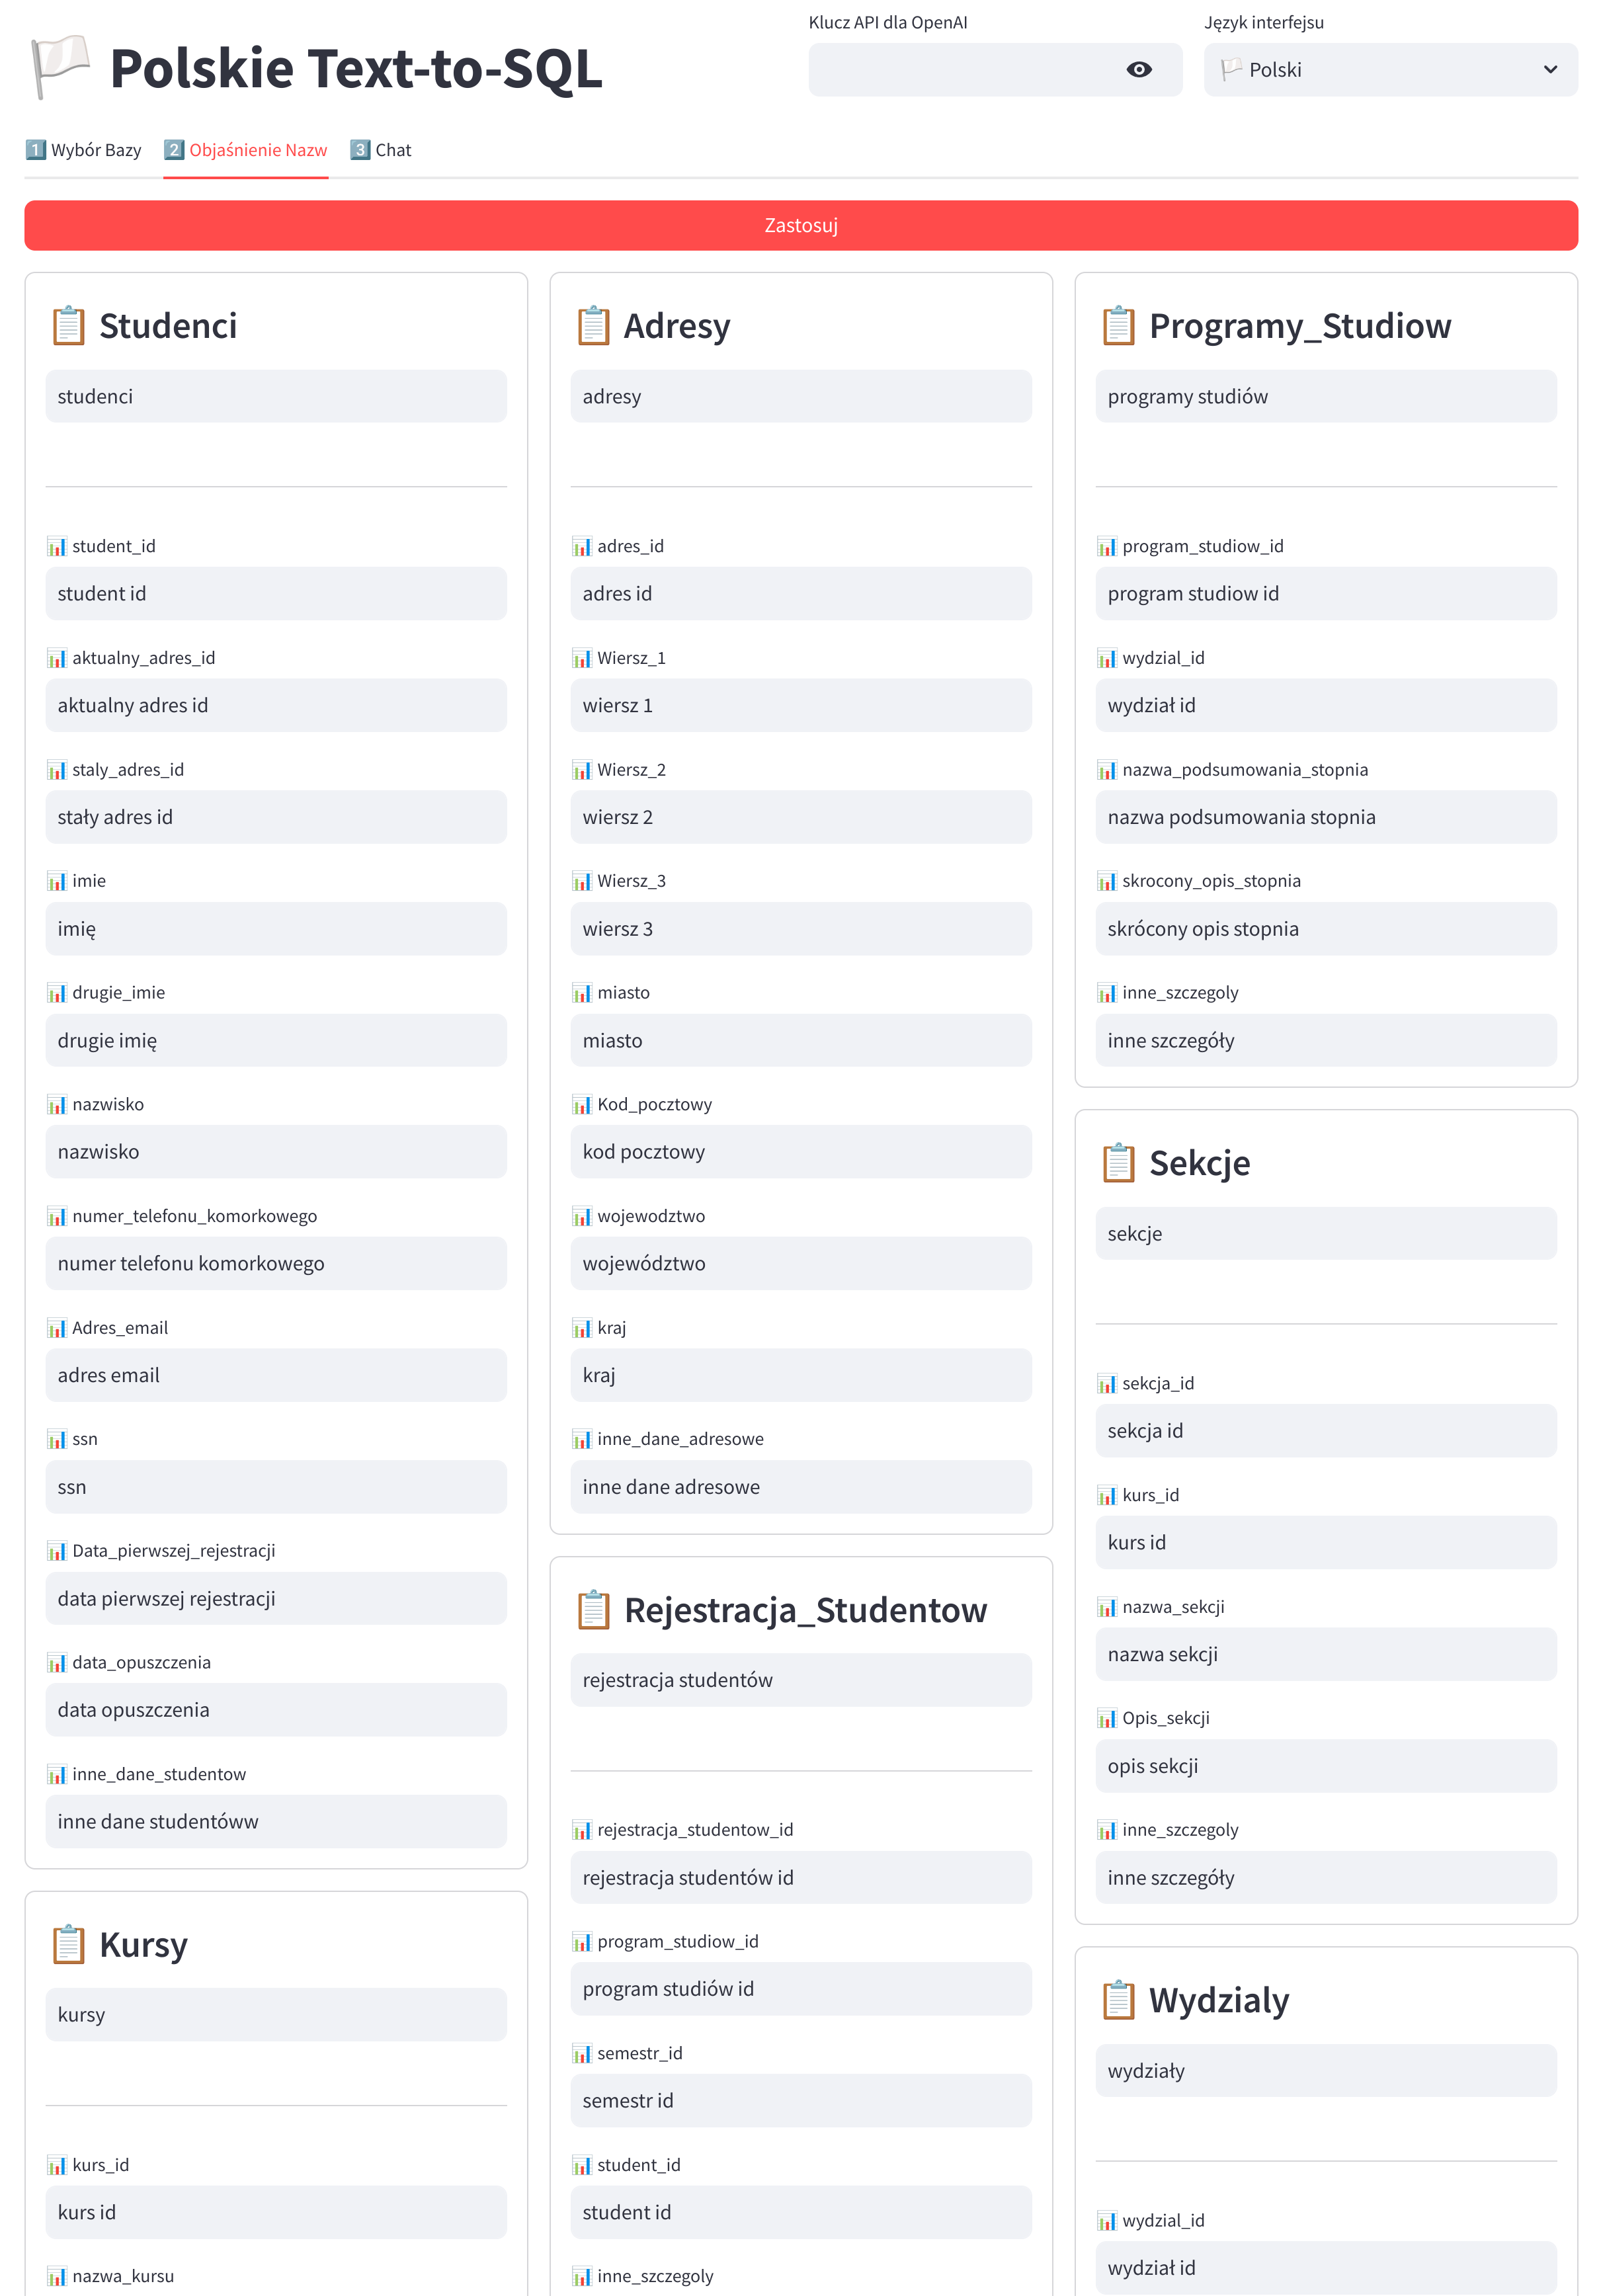 Polskie Text-to-SQL
Klucz API dla OpenAI
Język interfejsu
Polski
1 Wybór Bazy
2 Objaśnienie Nazw
3 Chat
Zastosuj
Studenci
studenci
student_id
student id
aktualny_adres_id
aktualny adres id
staly_adres_id
stały adres id
imie
imię
drugie_imie
drugie imię
nazwisko
nazwisko
numer_telefonu_komorkowego
numer telefonu komorkowego
Adres_email
adres email
ssn
ssn
Data_pierwszej_rejestracji
data pierwszej rejestracji
data_opuszczenia
data opuszczenia
inne_dane_studentow
inne dane studentóww
Kursy
kursy
kurs_id
kurs id
nazwa_kursu
Adresy
adresy
adres_id
adres id
Wiersz_1
wiersz 1
Wiersz_2
wiersz 2
Wiersz_3
wiersz 3
miasto
miasto
Kod_pocztowy
kod pocztowy
wojewodztwo
województwo
kraj
kraj
inne_dane_adresowe
inne dane adresowe
Rejestracja_Studentow
rejestracja studentów
rejestracja_studentow_id
rejestracja studentów id
program_studiow_id
program studiów id
semestr_id
semestr id
student_id
student id
inne_szczegoly
Programy_Studiow
programy studiów
program_studiow_id
program studiow id
wydzial_id
wydział id
nazwa_podsumowania_stopnia
nazwa podsumowania stopnia
skrocony_opis_stopnia
skrócony opis stopnia
inne_szczegoly
inne szczegóły
Sekcje
sekcje
sekcja_id
sekcja id
kurs_id
kurs id
nazwa_sekcji
nazwa sekcji
Opis_sekcji
opis sekcji
inne_szczegoly
inne szczegóły
Wydzialy
wydziały
wydzial_id
wydział id